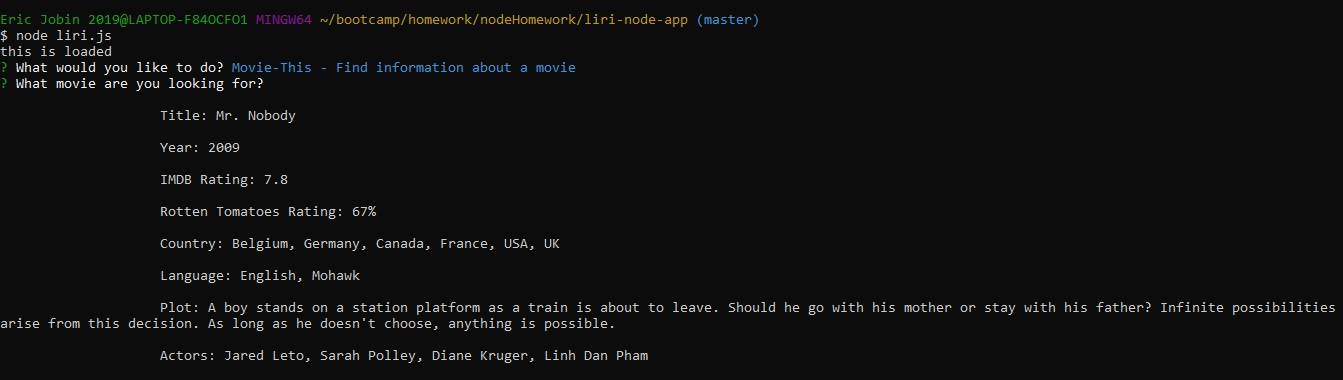 Eric Jobin 2019@LAPTOP-F84OCFO1 MINGW64 ~/bootcamp/homework/nodeHomework/liri-node-app (master)
$ node liri.js
this is loaded
? What would you like to do? Movie-This - Find information about a movie
? What movie are you looking for?
Title: Mr. Nobody
Year: 2009
IMDB Rating: 7.8
Rotten Tomatoes Rating: 67%
Country: Belgium, Germany, Canada, France, USA, UK
Language: English, Mohawk
Plot: A boy stands on a station platform as a train is about to leave. Should he go with his mother or stay with his father? Infinite possibilities
arise from this decision. As long as he doesn't choose, anything is possible.
Actors: Jared Leto, Sarah Polley, Diane Kruger, Linh Dan Pham